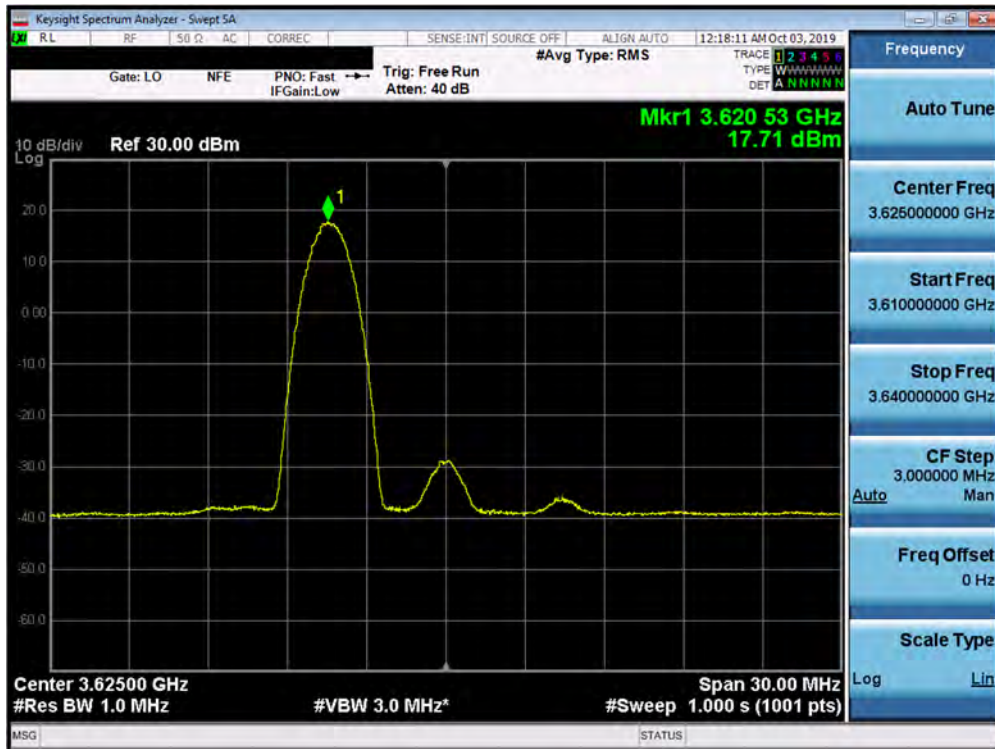 Keysight Spectrum Analyzer - Swept SA
LXI RL RF 50 Ω AC CORREC SENSE:INT SOURCE OFF ALIGN AUTO 12:18:11 AM Oct 03, 2019
Gate: LO NFE PNO: Fast IFGain:Low Trig: Free Run Atten: 40 dB #Avg Type: RMS
TRACE 1 2 3 4 5 6
TYPE W W W W W W
DET A N N N N N
Mkr1 3.620 53 GHz
17.71 dBm
10 dB/div Ref 30.00 dBm
Log
1
20.0
10.0
0.00
-10.0
-20.0
-30.0
-40.0
-50.0
-60.0
Center 3.62500 GHz Span 30.00 MHz
#Res BW 1.0 MHz #VBW 3.0 MHz* #Sweep 1.000 s (1001 pts)
MSG STATUS
Frequency
Auto Tune
Center Freq
3.625000000 GHz
Start Freq
3.610000000 GHz
Stop Freq
3.640000000 GHz
CF Step
3.000000 MHz
Auto Man
Freq Offset
0 Hz
Scale Type
Log Lin